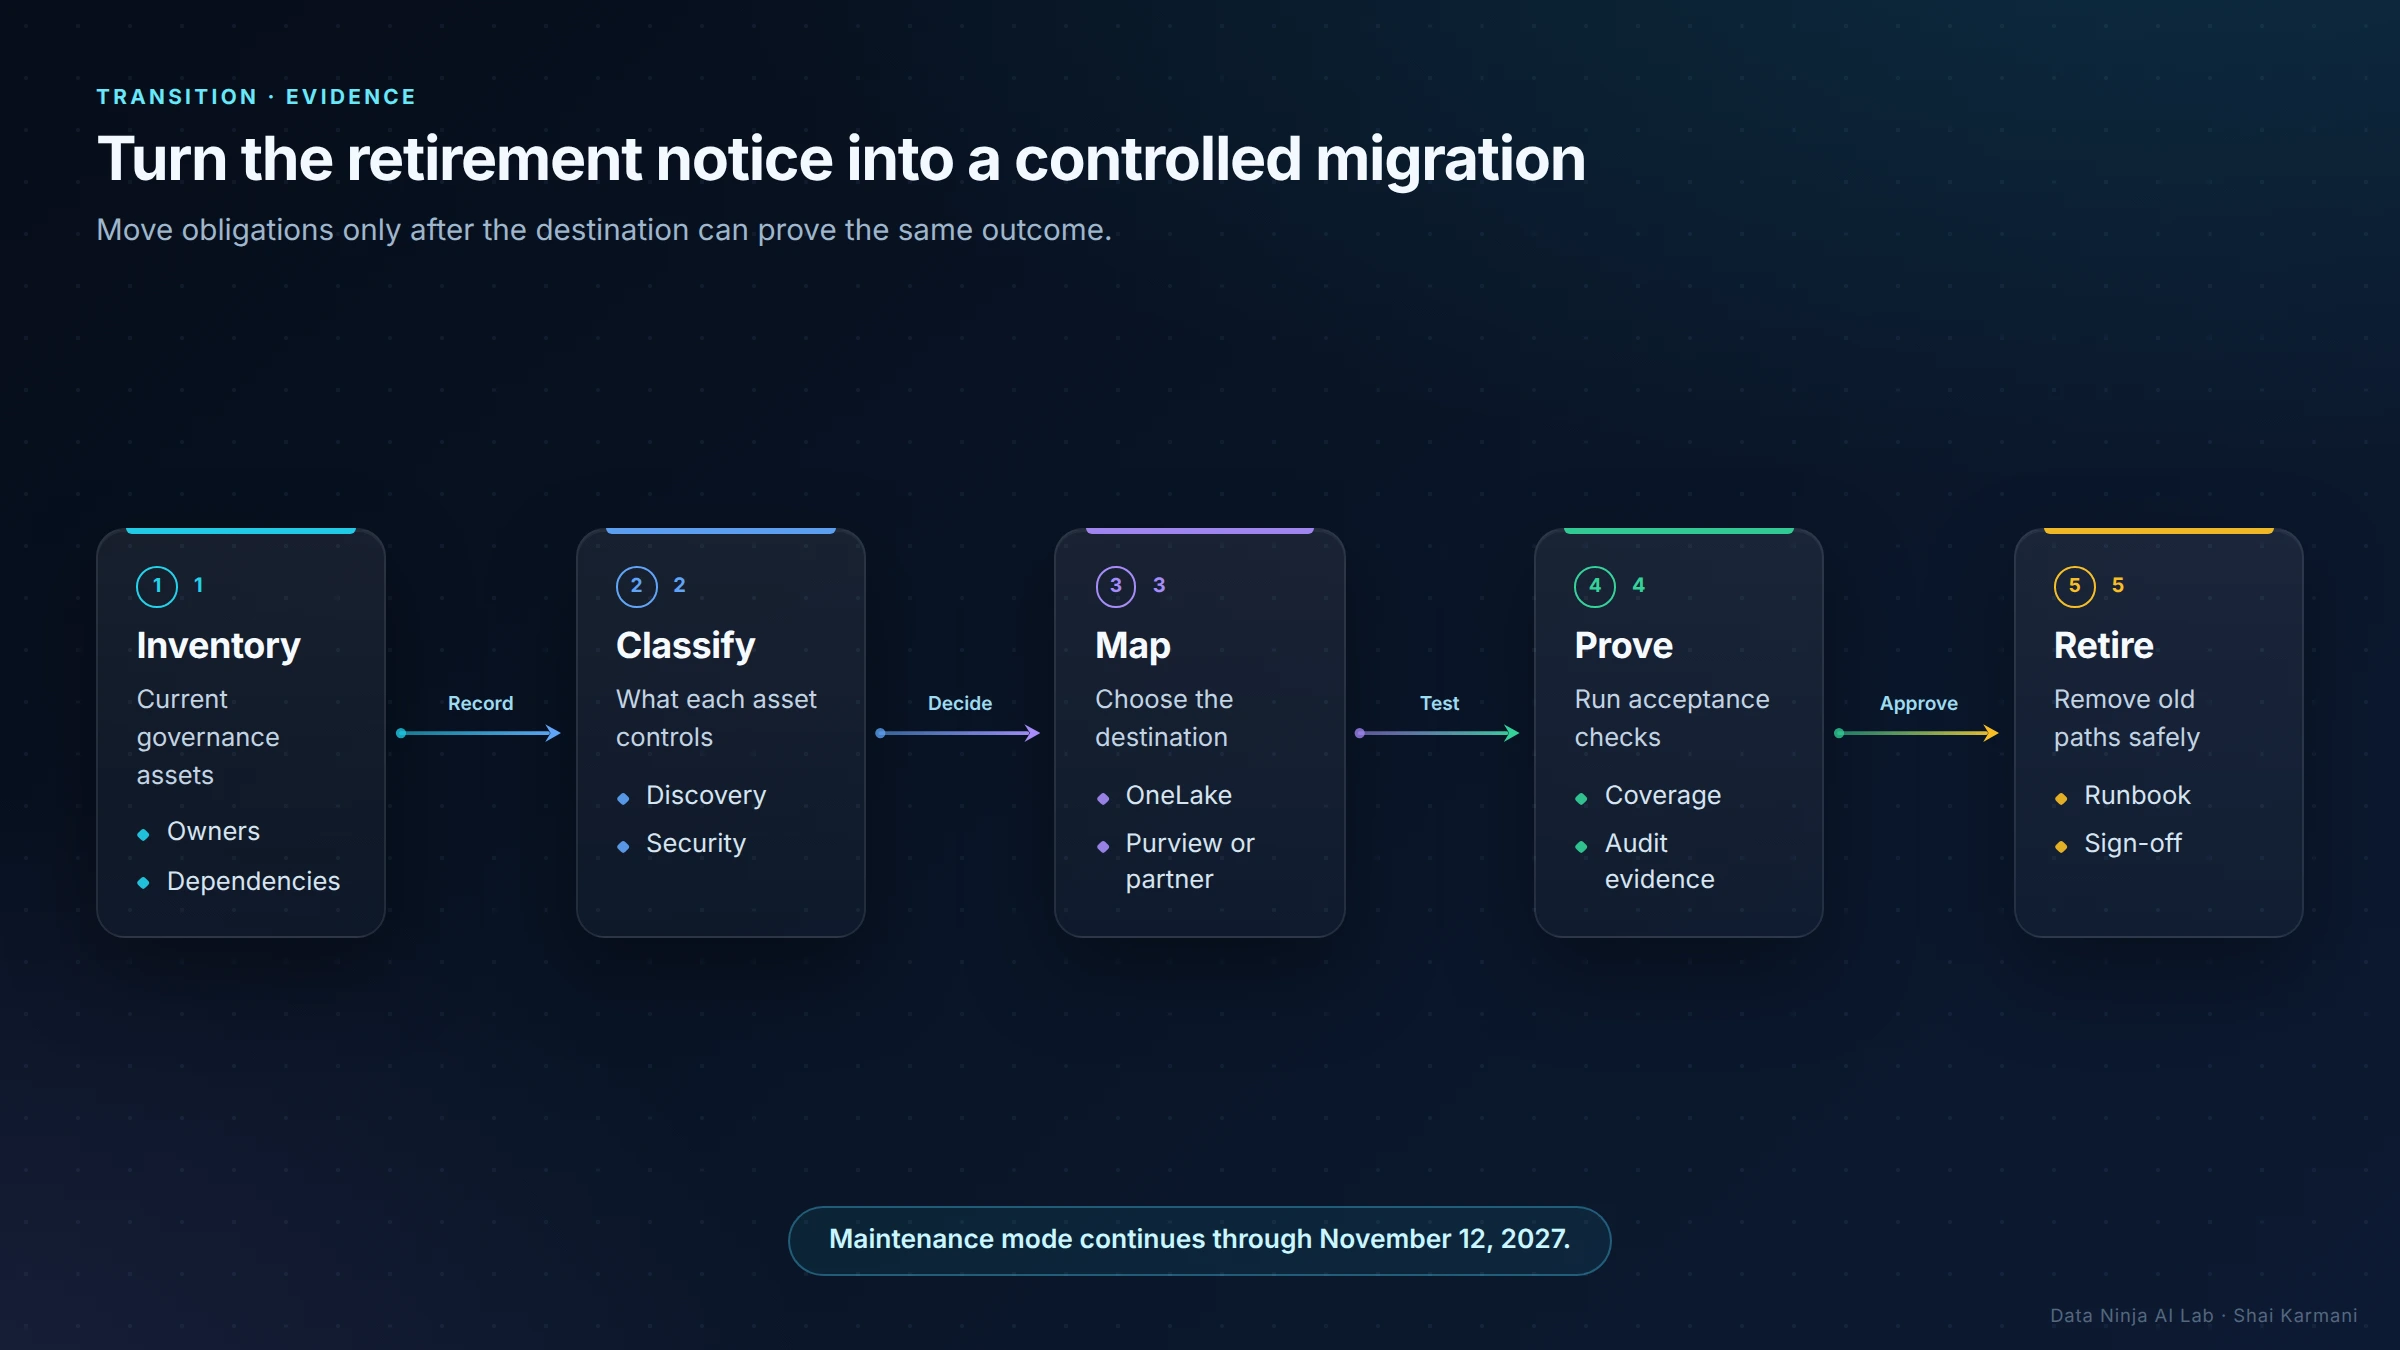 TRANSITION · EVIDENCE
Turn the retirement notice into a controlled migration
Move obligations only after the destination can prove the same outcome.
1 1
Inventory
Current
governance
assets
Owners
Dependencies
Record
2 2
Classify
What each asset
controls
Discovery
Security
Decide
3 3
Map
Choose the
destination
OneLake
Purview or
partner
Test
4 4
Prove
Run acceptance
checks
Coverage
Audit
evidence
Approve
5 5
Retire
Remove old
paths safely
Runbook
Sign-off
Maintenance mode continues through November 12, 2027.
Data Ninja AI Lab · Shai Karmani